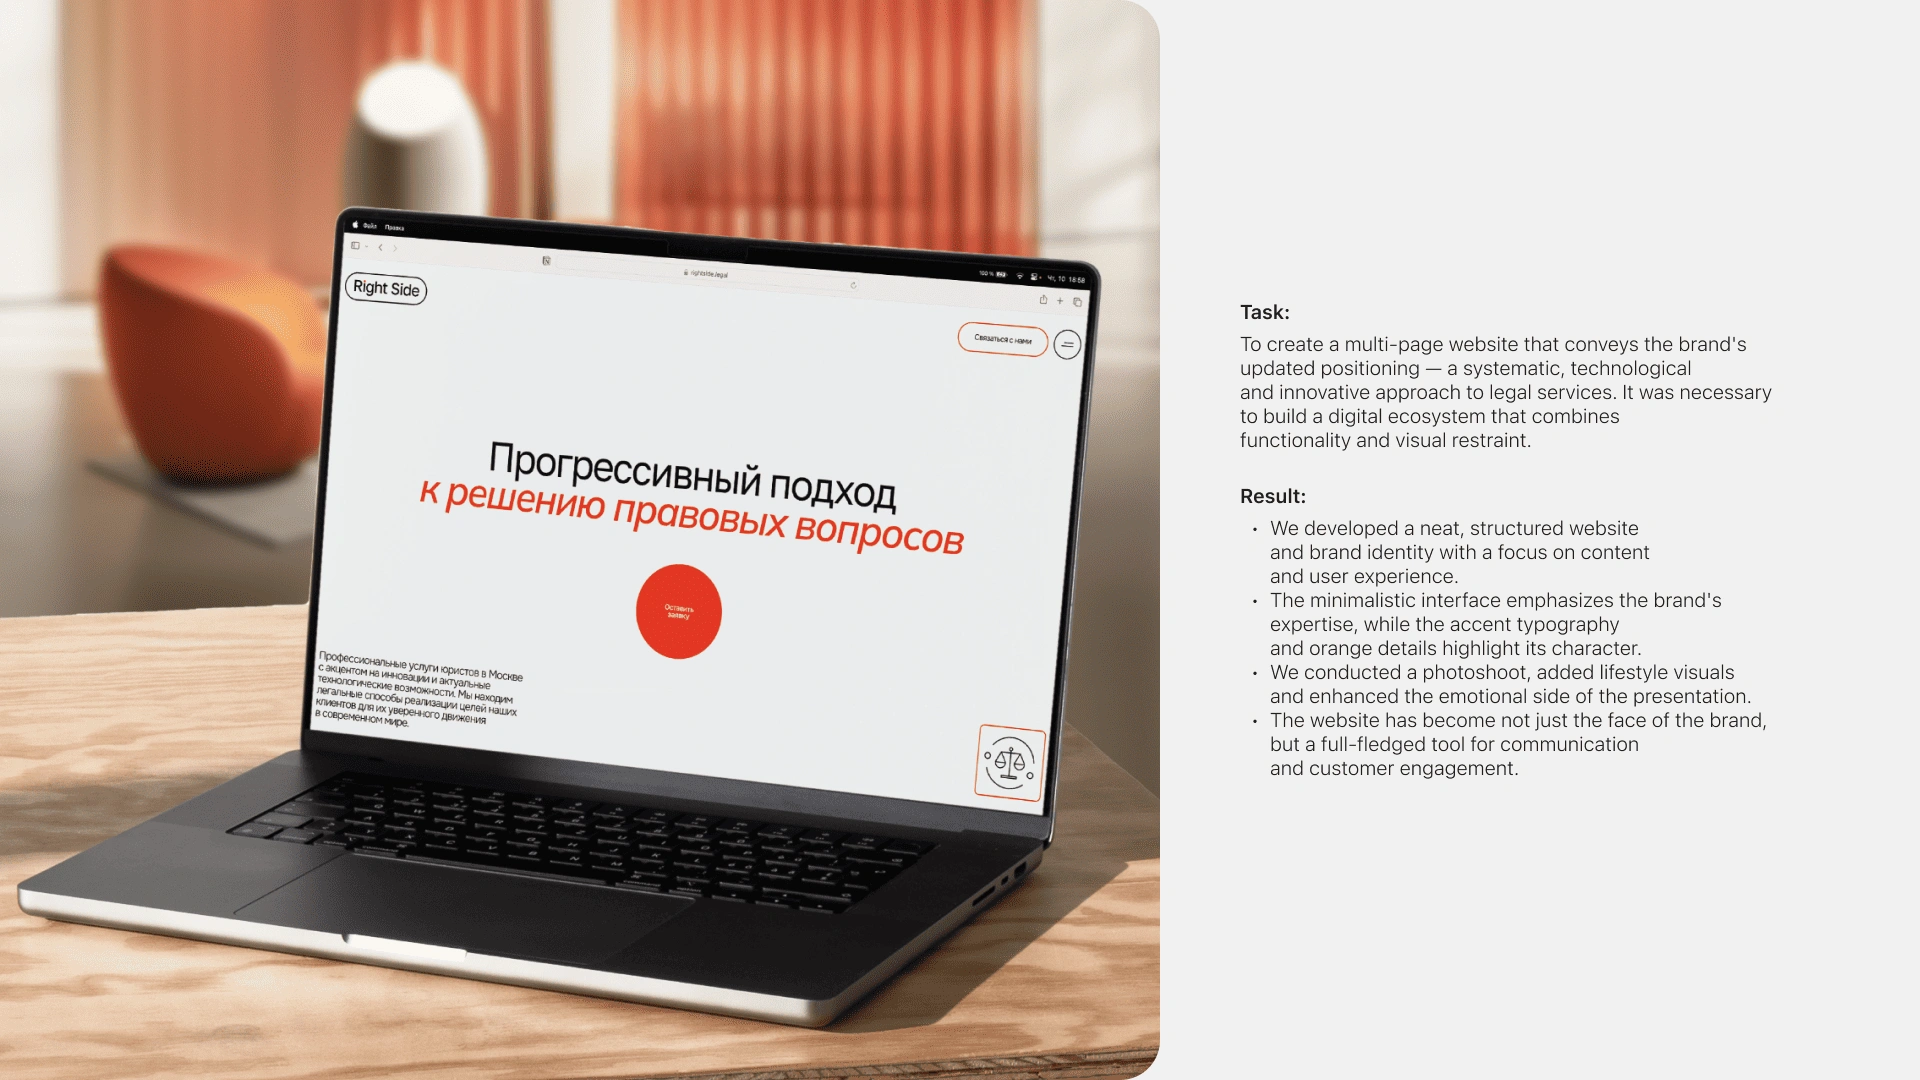 Файл Правка
100 %
Чт, 10 18:58
rightside.legal
Right Side
Связаться с нами
Прогрессивный подход
к решению правовых вопросов
Оставить
заявку
Профессиональные услуги юристов в Москве
с акцентом на инновации и актуальные
технологические возможности. Мы находим
легальные способы реализации целей наших
клиентов для их уверенного движения
в современном мире.
Task:
To create a multi-page website that conveys the brand's
updated positioning — a systematic, technological
and innovative approach to legal services. It was necessary
to build a digital ecosystem that combines
functionality and visual restraint.
Result:
• We developed a neat, structured website
and brand identity with a focus on content
and user experience.
• The minimalistic interface emphasizes the brand's
expertise, while the accent typography
and orange details highlight its character.
• We conducted a photoshoot, added lifestyle visuals
and enhanced the emotional side of the presentation.
• The website has become not just the face of the brand,
but a full-fledged tool for communication
and customer engagement.